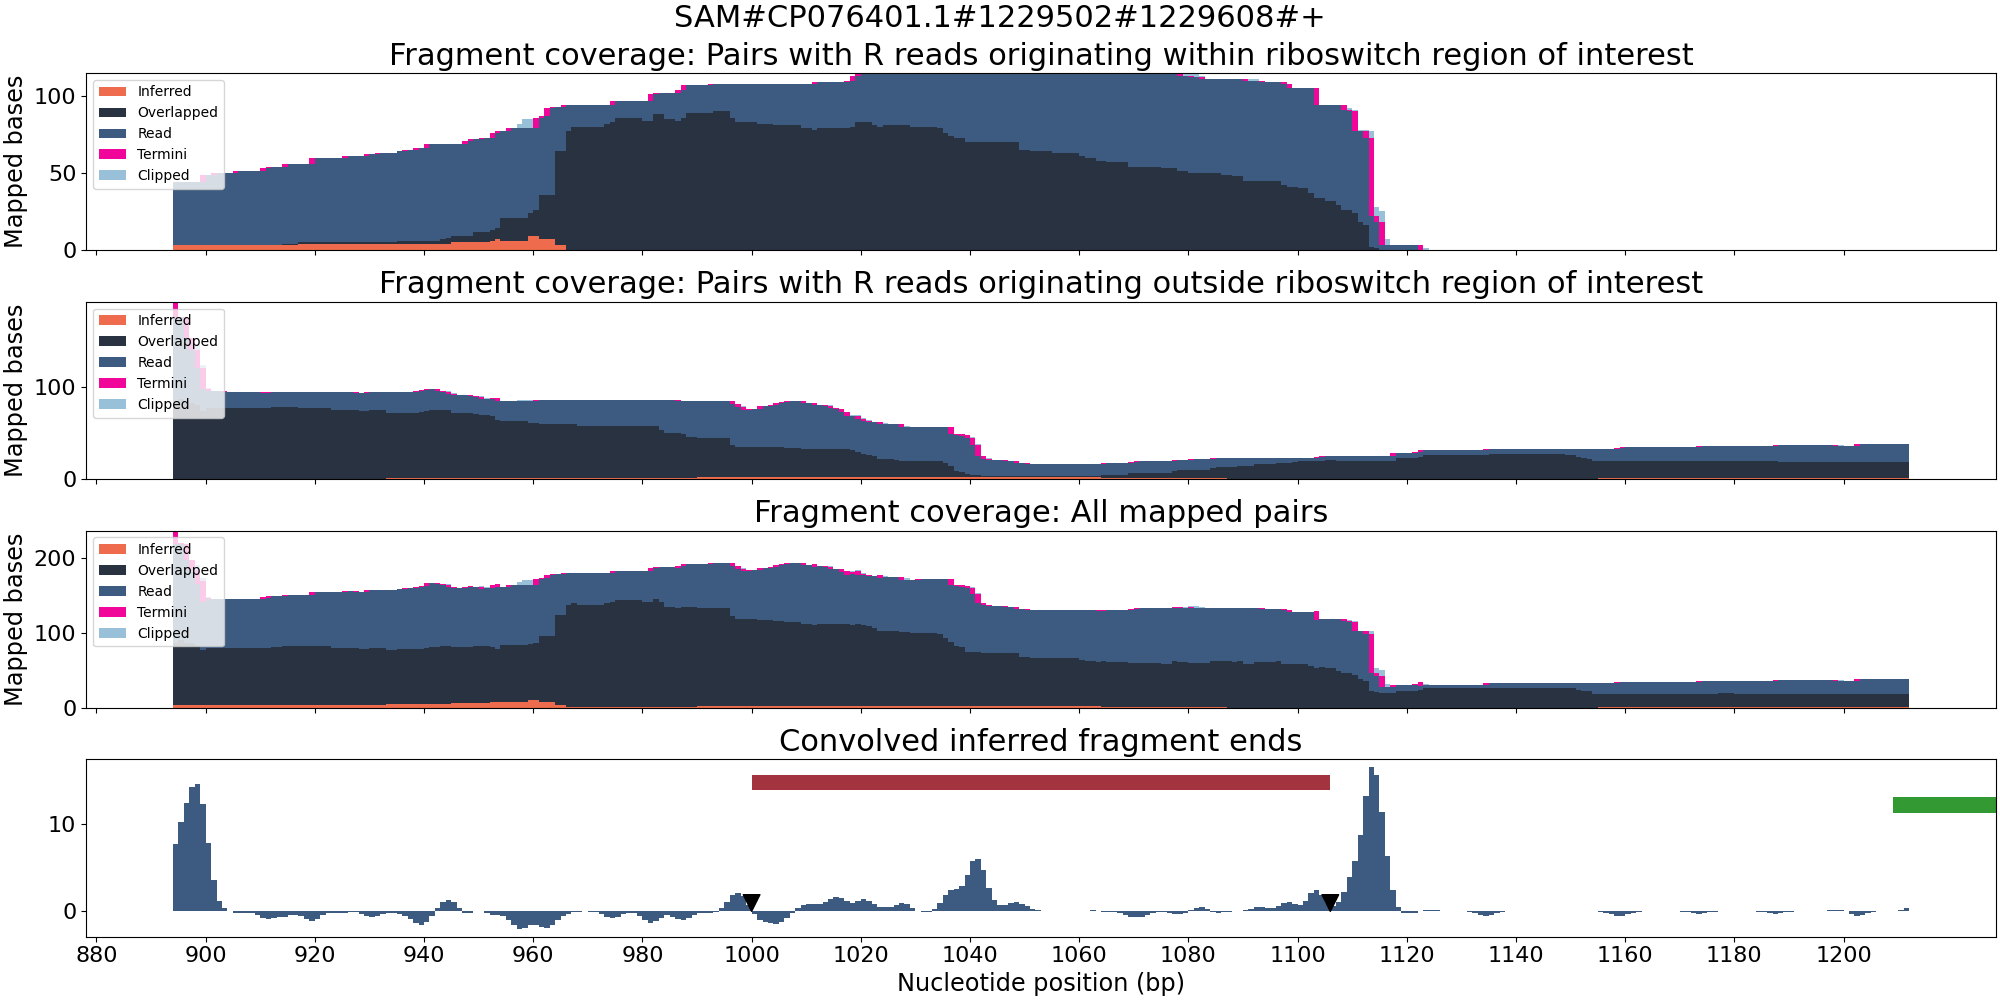 SAM#CP076401.1#1229502#1229608#+
Fragment coverage: Pairs with R reads originating within riboswitch region of interest
Mapped bases
100
50
0
Inferred
Overlapped
Read
Termini
Clipped
Fragment coverage: Pairs with R reads originating outside riboswitch region of interest
Mapped bases
100
0
Inferred
Overlapped
Read
Termini
Clipped
Fragment coverage: All mapped pairs
Mapped bases
200
100
0
Inferred
Overlapped
Read
Termini
Clipped
Convolved inferred fragment ends
10
0
880 900 920 940 960 980 1000 1020 1040 1060 1080 1100 1120 1140 1160 1180 1200
Nucleotide position (bp)